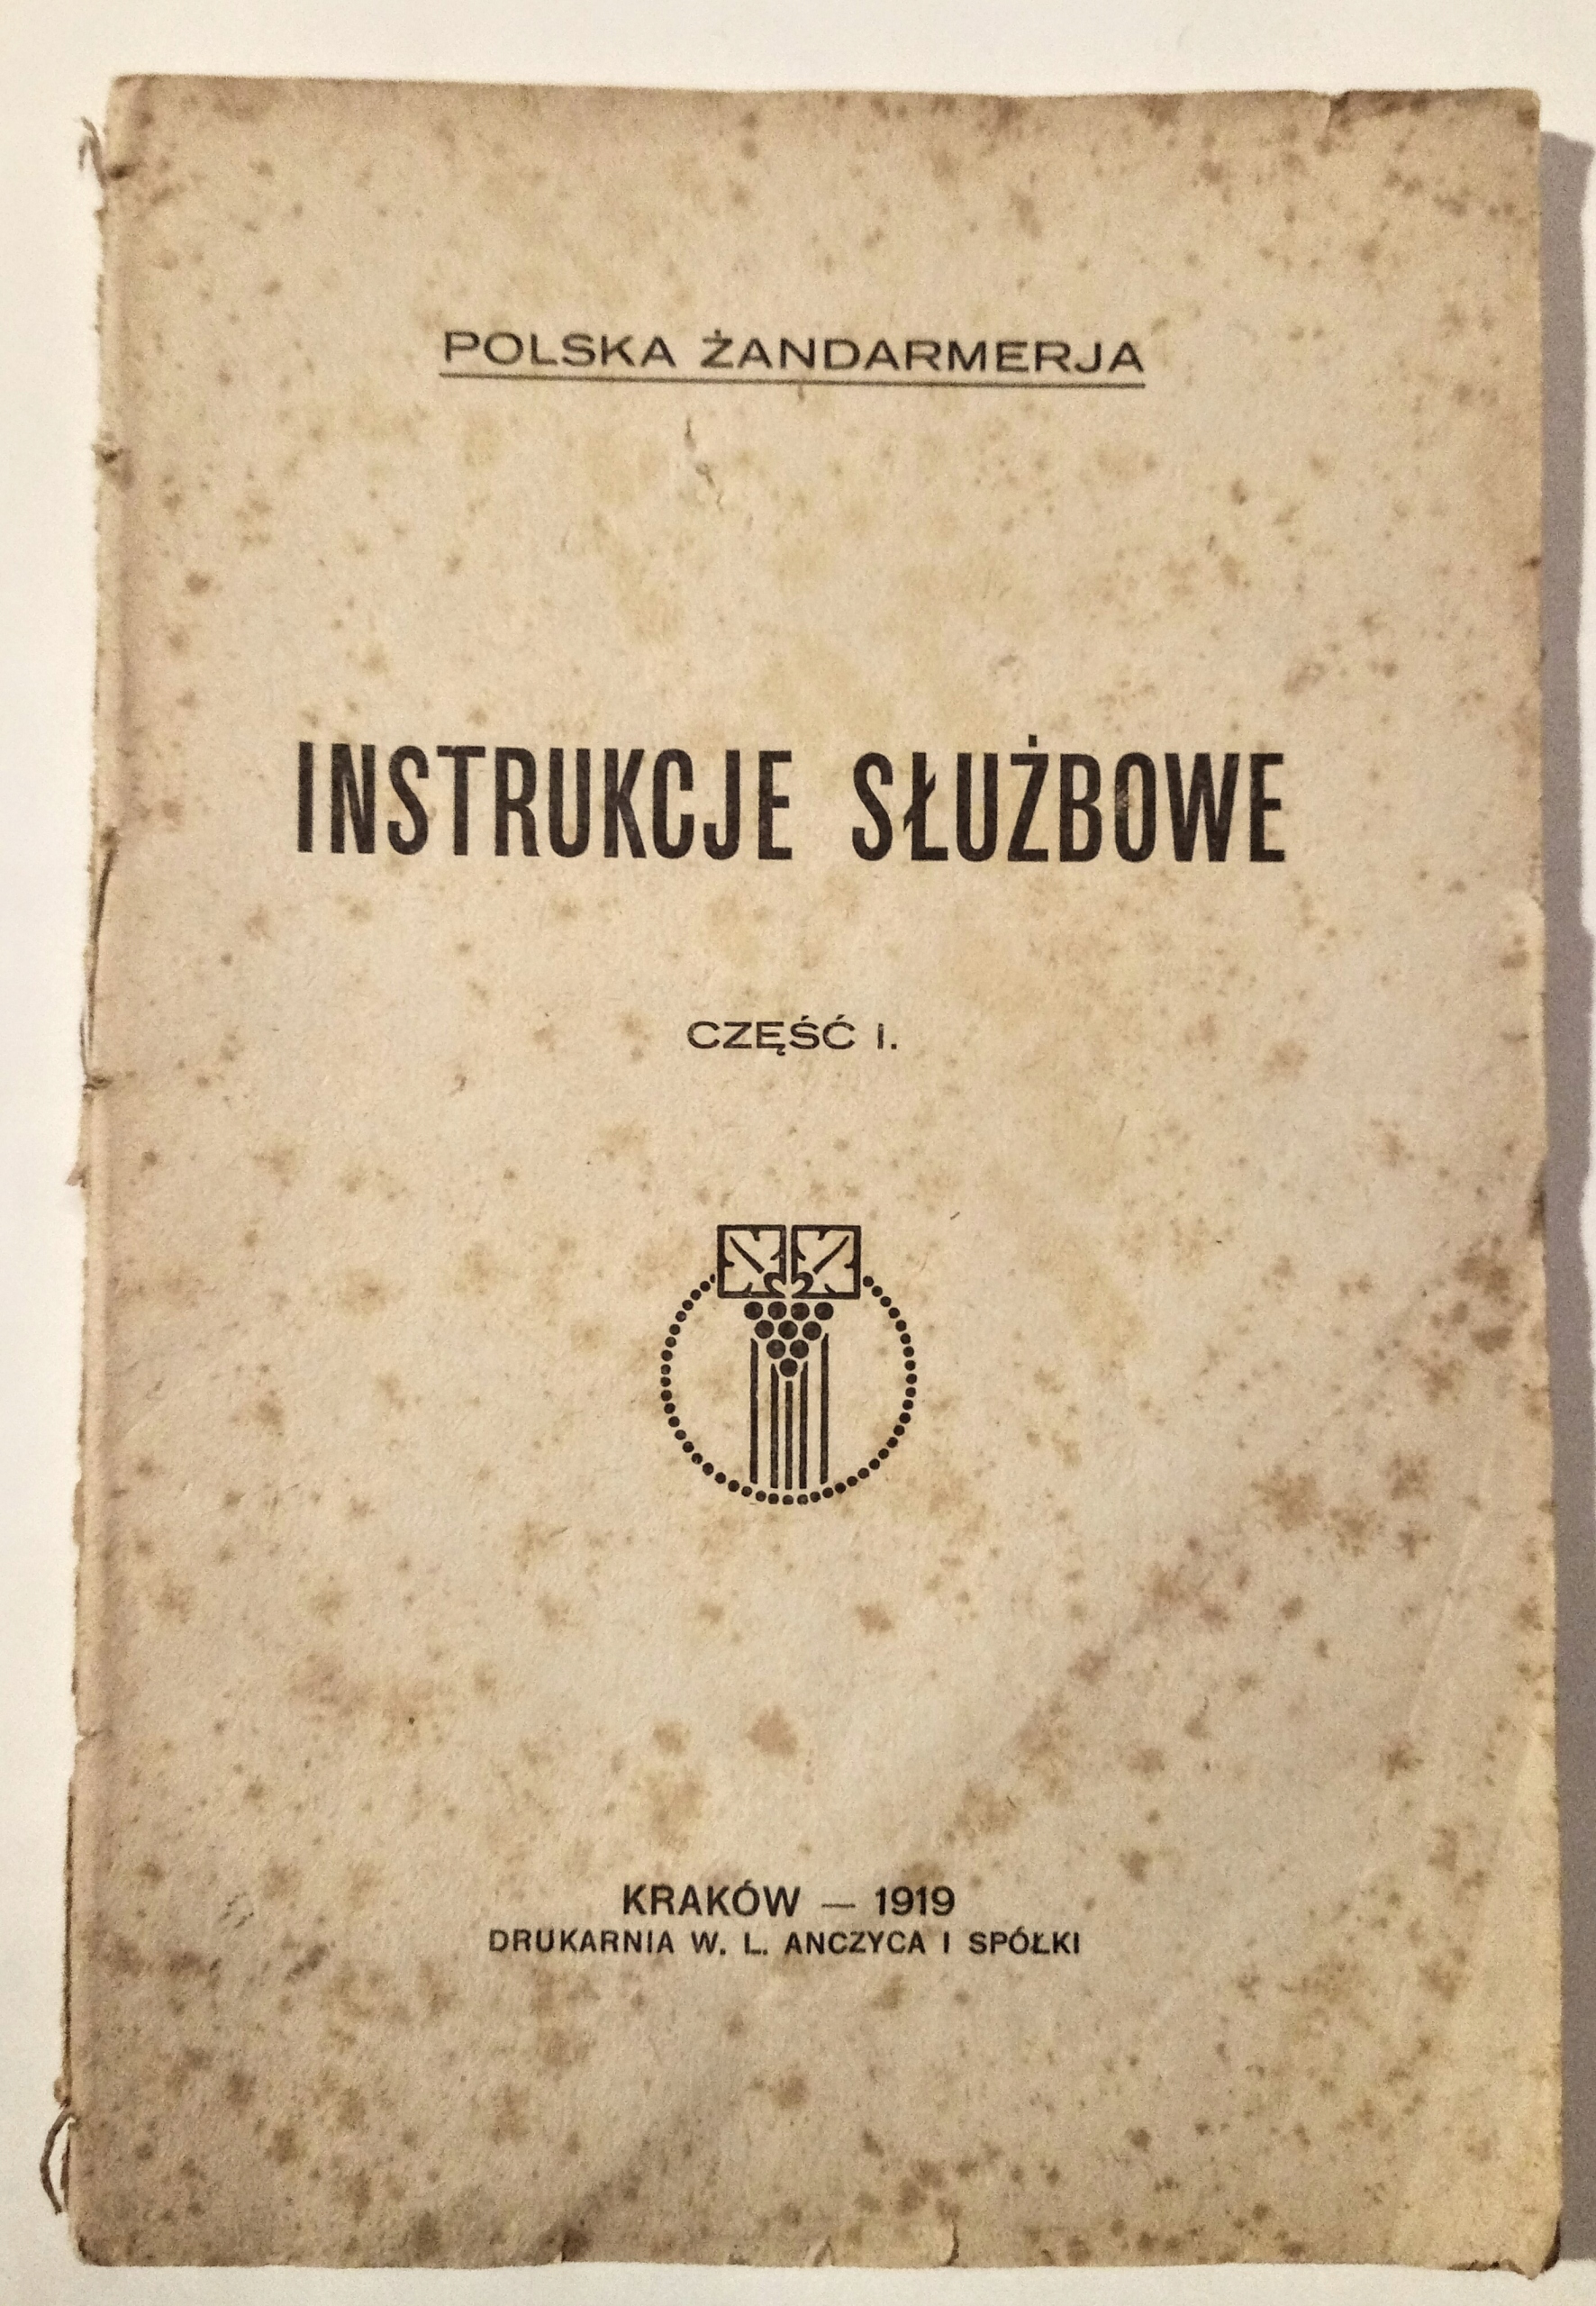 POLSKA ŻANDARMERJA
INSTRUKCJE SŁUŻBOWE
CZĘŚĆ I.
KRAKÓW — 1919
DRUKARNIA W. L. ANCZYCA I SPÓŁKI